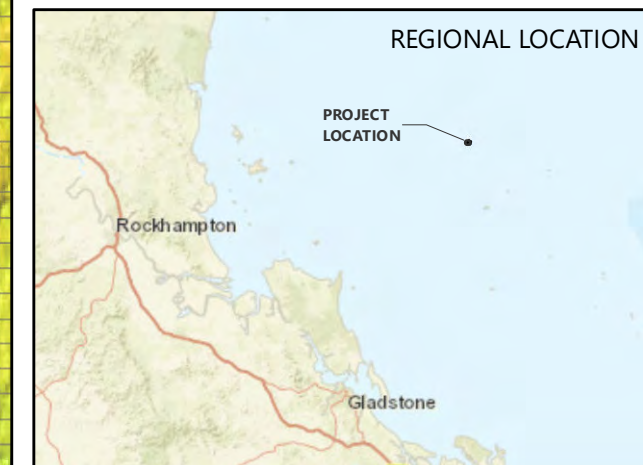 REGIONAL LOCATION
PROJECT
LOCATION
Rockhampton
Gladstone